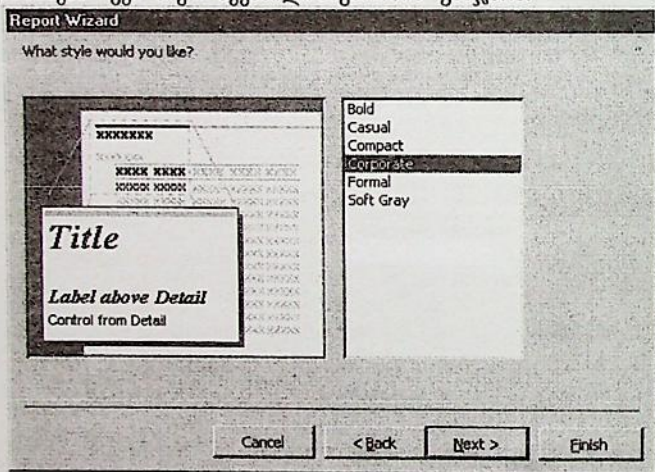 Report Wizard
What style would you like?
XXXXXXX
XXXX XXXX
XXXXX XXXXX
Title
Label above Detail
Control from Detail
Bold
Casual
Compact
Corporate
Formal
Soft Gray
Cancel
< Back
Next >
Finish